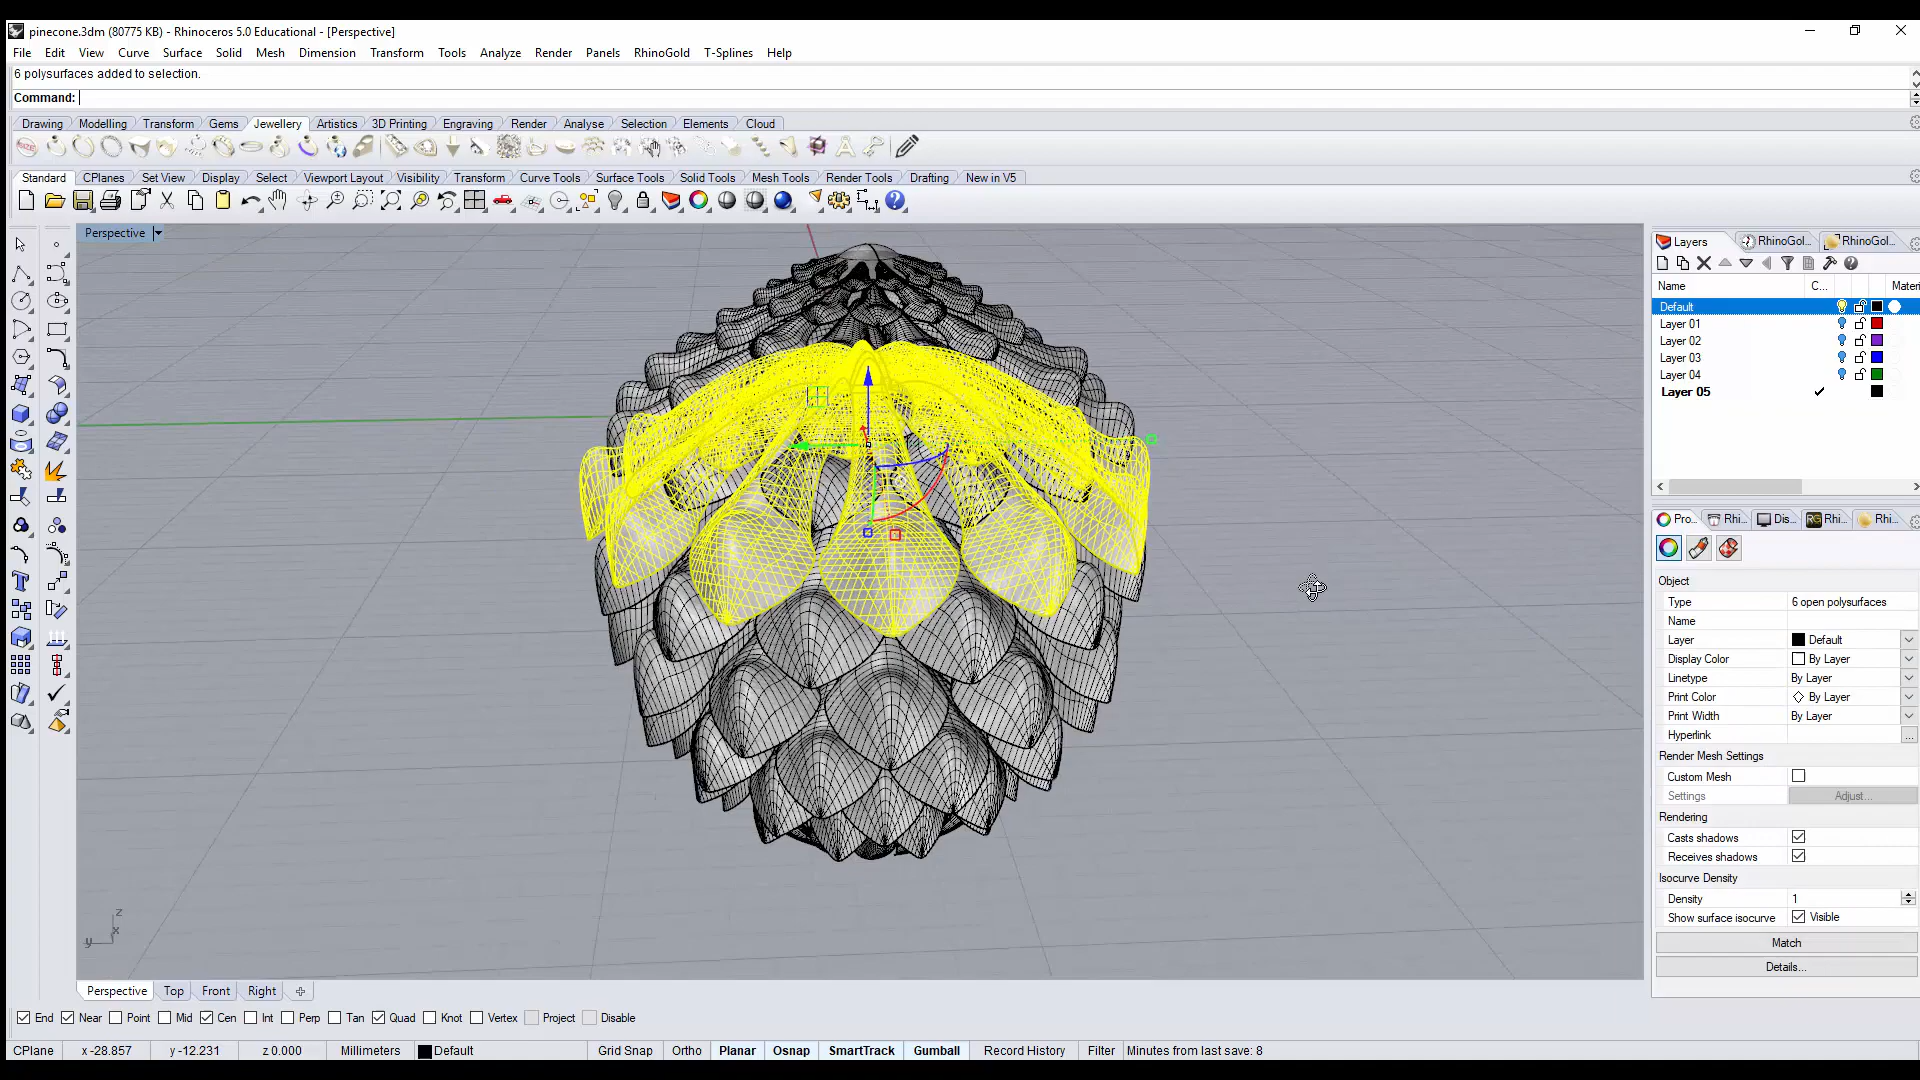 pinecone.3dm (80775 KB) - Rhinoceros 5.0 Educational - [Perspective]
File Edit View Curve Surface Solid Mesh Dimension Transform Tools Analyze Render Panels RhinoGold T-Splines Help
6 polysurfaces added to selection.
Command:
Drawing Modelling Transform Gems Jewellery Artistics 3D Printing Engraving Render Analyse Selection Elements Cloud
Standard CPlanes Set View Display Select Viewport Layout Visibility Transform Curve Tools Surface Tools Solid Tools Mesh Tools Render Tools Drafting New in V5
Perspective
Layers RhinoGol... RhinoGol...
Name C... Materi
Default
Layer 01
Layer 02
Layer 03
Layer 04
Layer 05
Pro... Rhi... Dis... Rhi... Rhi...
Object
Type 6 open polysurfaces
Name
Layer Default
Display Color By Layer
Linetype By Layer
Print Color By Layer
Print Width By Layer
Hyperlink ...
Render Mesh Settings
Custom Mesh
Settings Adjust...
Rendering
Casts shadows
Receives shadows
Isocurve Density
Density 1
Show surface isocurve Visible
Match
Details...
z
x
y
Perspective Top Front Right
End Near Point Mid Cen Int Perp Tan Quad Knot Vertex Project Disable
CPlane x -28.857 y -12.231 z 0.000 Millimeters Default Grid Snap Ortho Planar Osnap SmartTrack Gumball Record History Filter Minutes from last save: 8